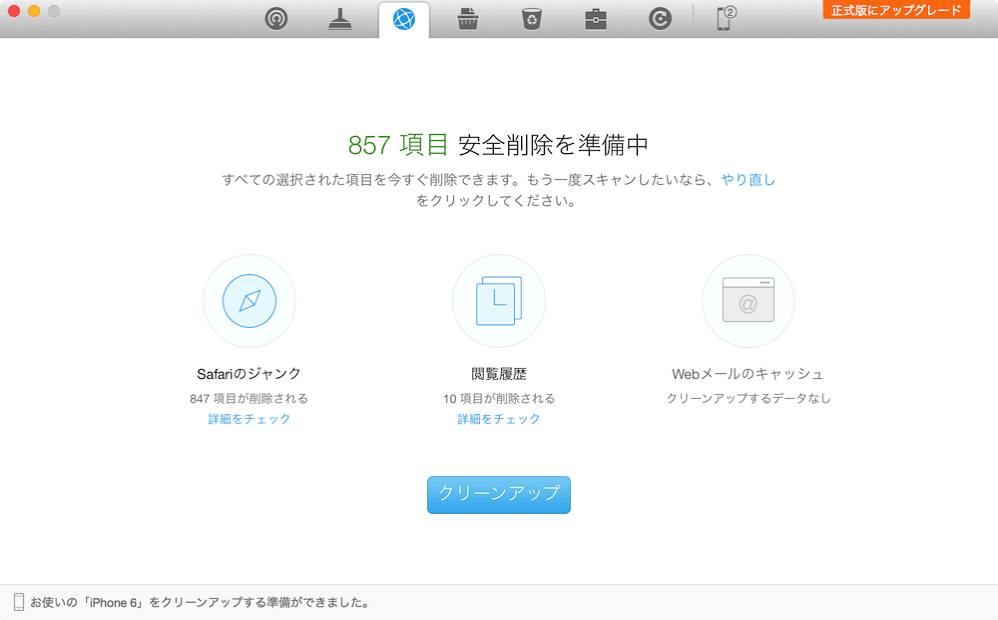 ②
正式版にアップグレード
857 項目 安全削除を準備中
すべての選択された項目を今すぐ削除できます。もう一度スキャンしたいなら、やり直し
をクリックしてください。
@
Safariのジャンク
閲覧履歴
Webメールのキャッシュ
847 項目が削除される
10 項目が削除される
クリーンアップするデータなし
詳細をチェック
詳細をチェック
クリーンアップ
お使いの「iPhone 6」をクリーンアップする準備ができました。